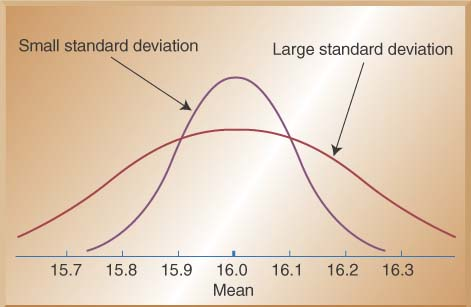 Small standard deviation
Large standard deviation
15.7 15.8 15.9 16.0 16.1 16.2 16.3
Mean